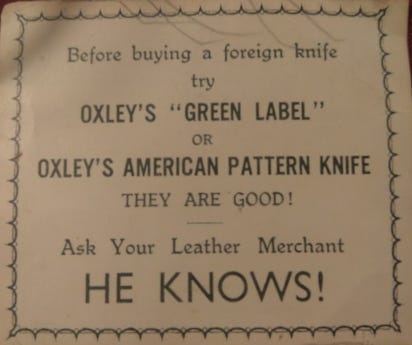 Before buying a foreign knife
try
OXLEY'S "GREEN LABEL"
OR
OXLEY'S AMERICAN PATTERN KNIFE
THEY ARE GOOD!
Ask Your Leather Merchant
HE KNOWS!